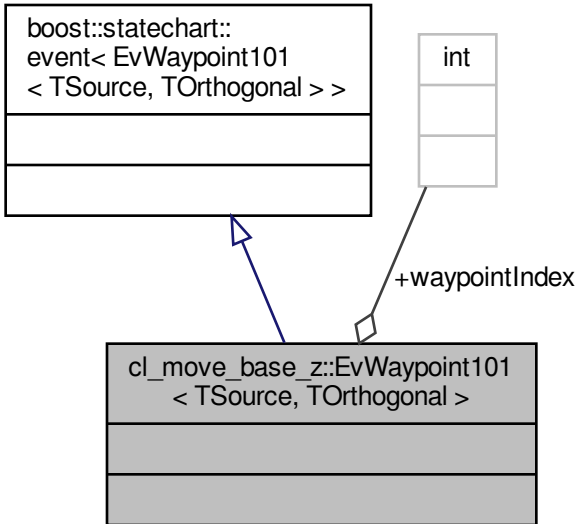 boost::statechart::
event< EvWaypoint101
< TSource, TOrthogonal > >
int
+waypointIndex
cl_move_base_z::EvWaypoint101
< TSource, TOrthogonal >